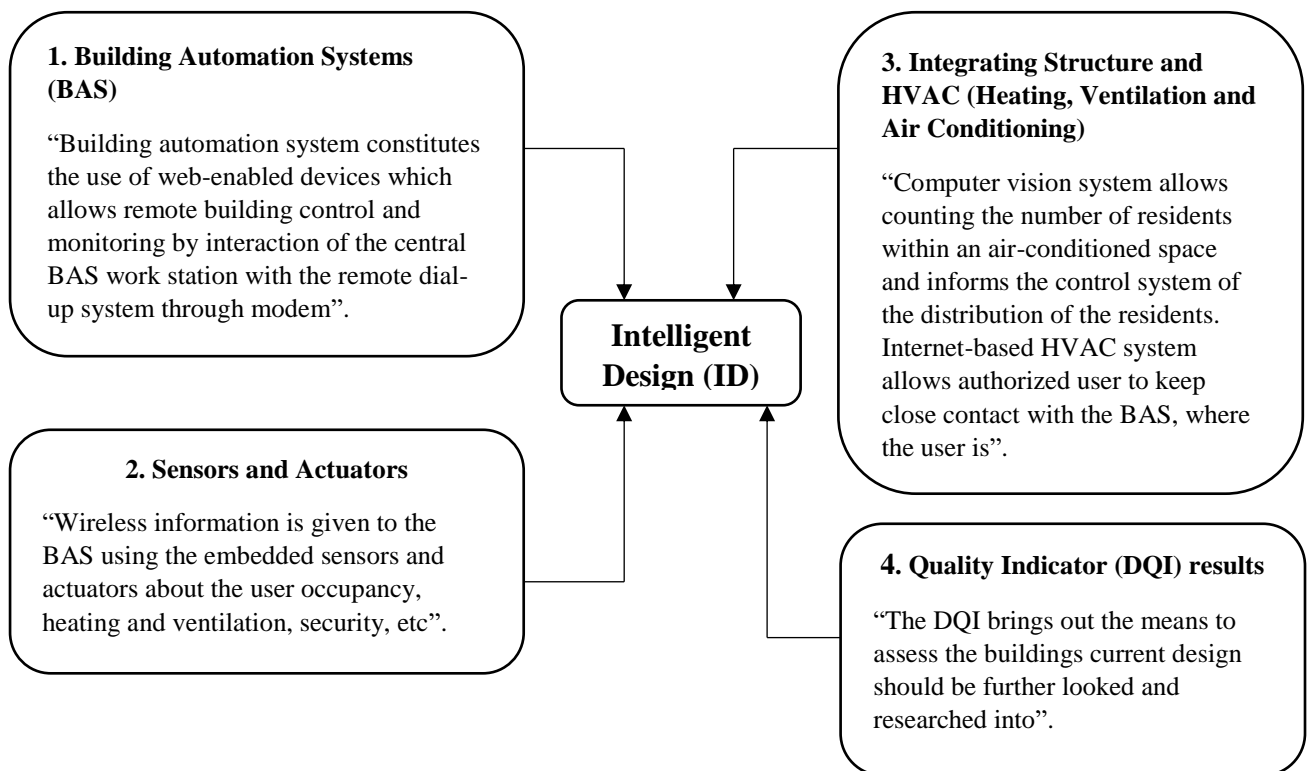 1. Building Automation Systems
(BAS)
“Building automation system constitutes
the use of web-enabled devices which
allows remote building control and
monitoring by interaction of the central
BAS work station with the remote dial-
up system through modem”.
2. Sensors and Actuators
“Wireless information is given to the
BAS using the embedded sensors and
actuators about the user occupancy,
heating and ventilation, security, etc”.
Intelligent
Design (ID)
3. Integrating Structure and
HVAC (Heating, Ventilation and
Air Conditioning)
“Computer vision system allows
counting the number of residents
within an air-conditioned space
and informs the control system of
the distribution of the residents.
Internet-based HVAC system
allows authorized user to keep
close contact with the BAS, where
the user is”.
4. Quality Indicator (DQI) results
“The DQI brings out the means to
assess the buildings current design
should be further looked and
researched into”.